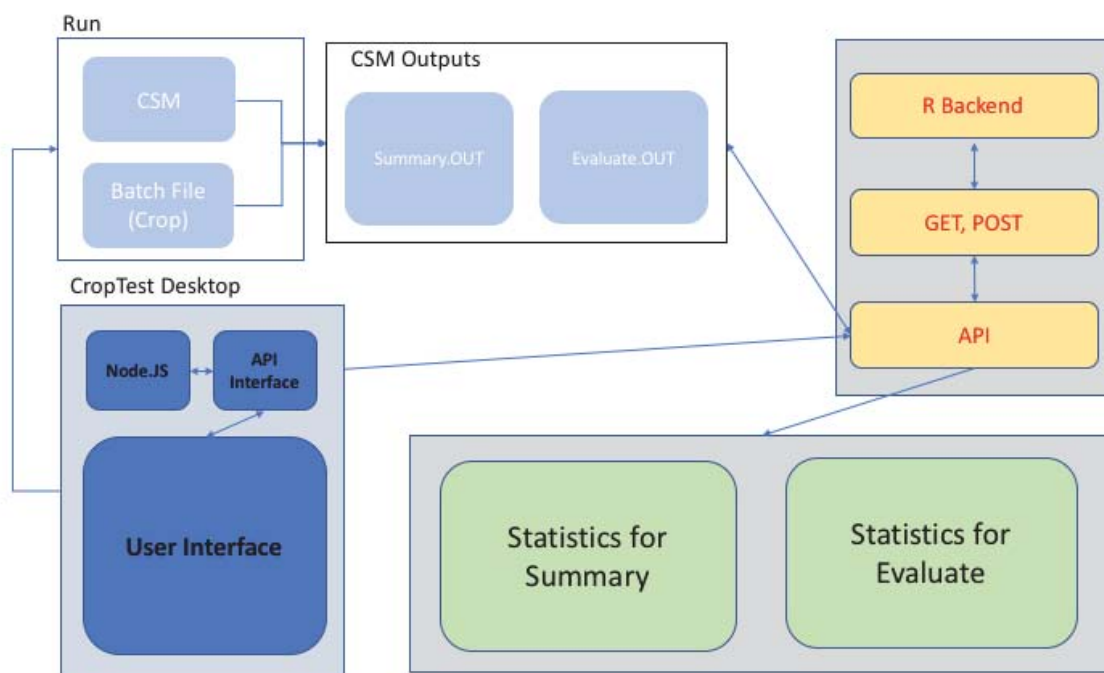 Run
CSM
Batch File
(Crop)
CSM Outputs
Summary.OUT
Evaluate.OUT
R Backend
GET, POST
API
CropTest Desktop
Node.JS
API
Interface
User Interface
Statistics for
Summary
Statistics for
Evaluate